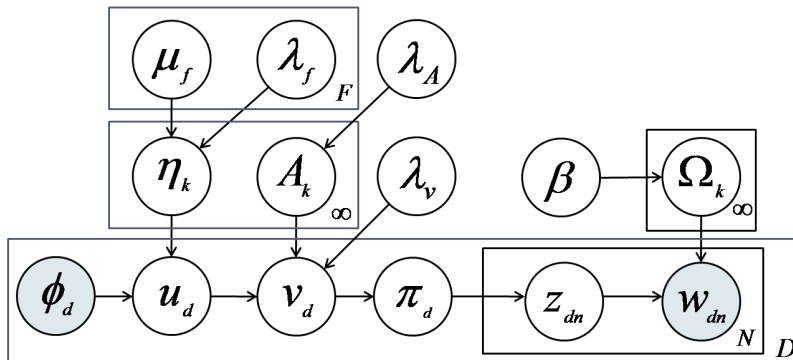 μ_f λ_f F λ_A
η_k A_k ∞ λ_v β Ω_k ∞
ϕ_d u_d v_d π_d z_dn w_dn N D